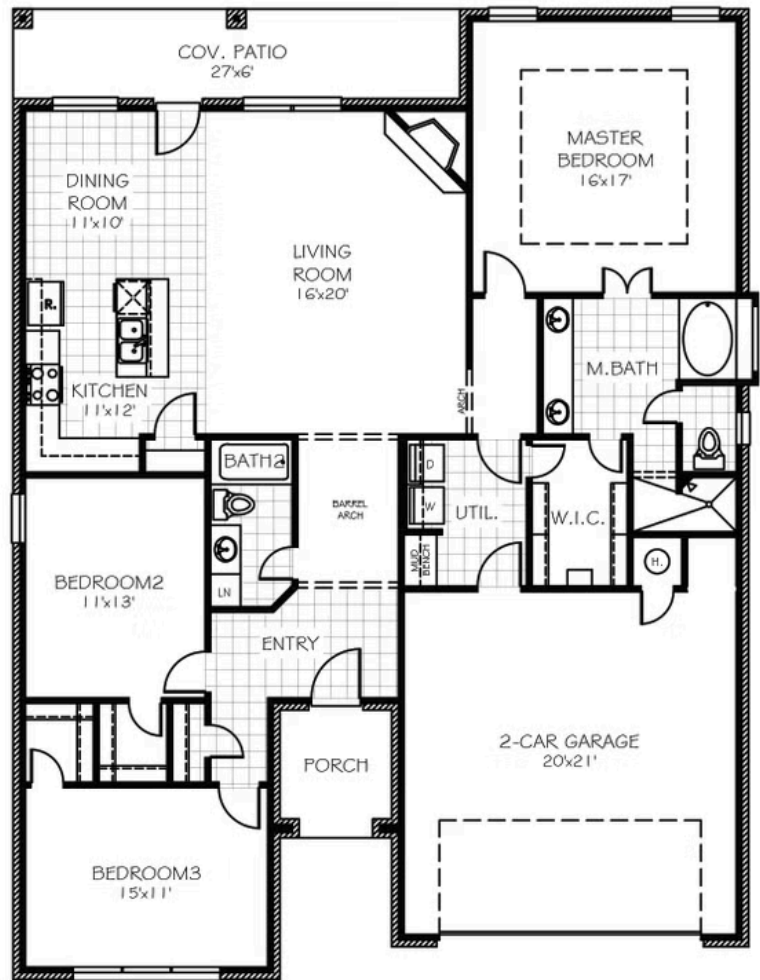 COV. PATIO
27'x6'
MASTER
BEDROOM
16'x17'
DINING
ROOM
11'x10'
LIVING
ROOM
16'x20'
R.
KITCHEN
11'x12'
M.BATH
ARCH
BATH2
BARREL
ARCH
D
W
UTIL.
W.I.C.
MUD
BENCH
H.
LN
BEDROOM2
11'x13'
ENTRY
PORCH
2-CAR GARAGE
20'x21'
BEDROOM3
15'x11'